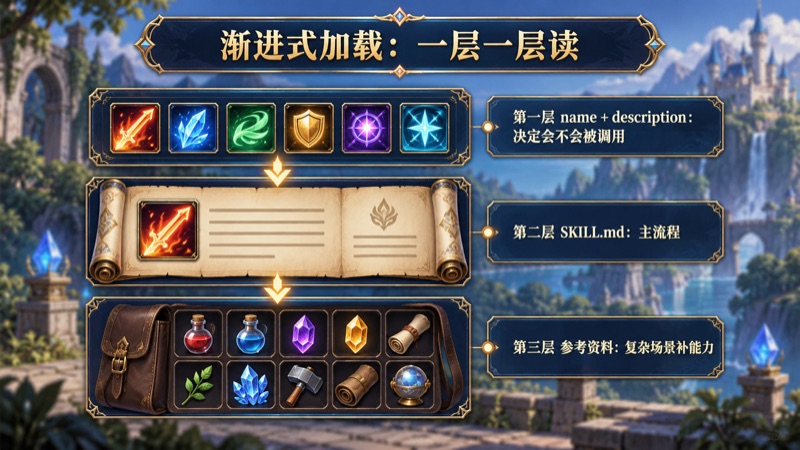 渐进式加载：一层一层读
第一层 name + description：
决定会不会被调用
第二层 SKILL.md：主流程
第三层 参考资料：复杂场景补能力